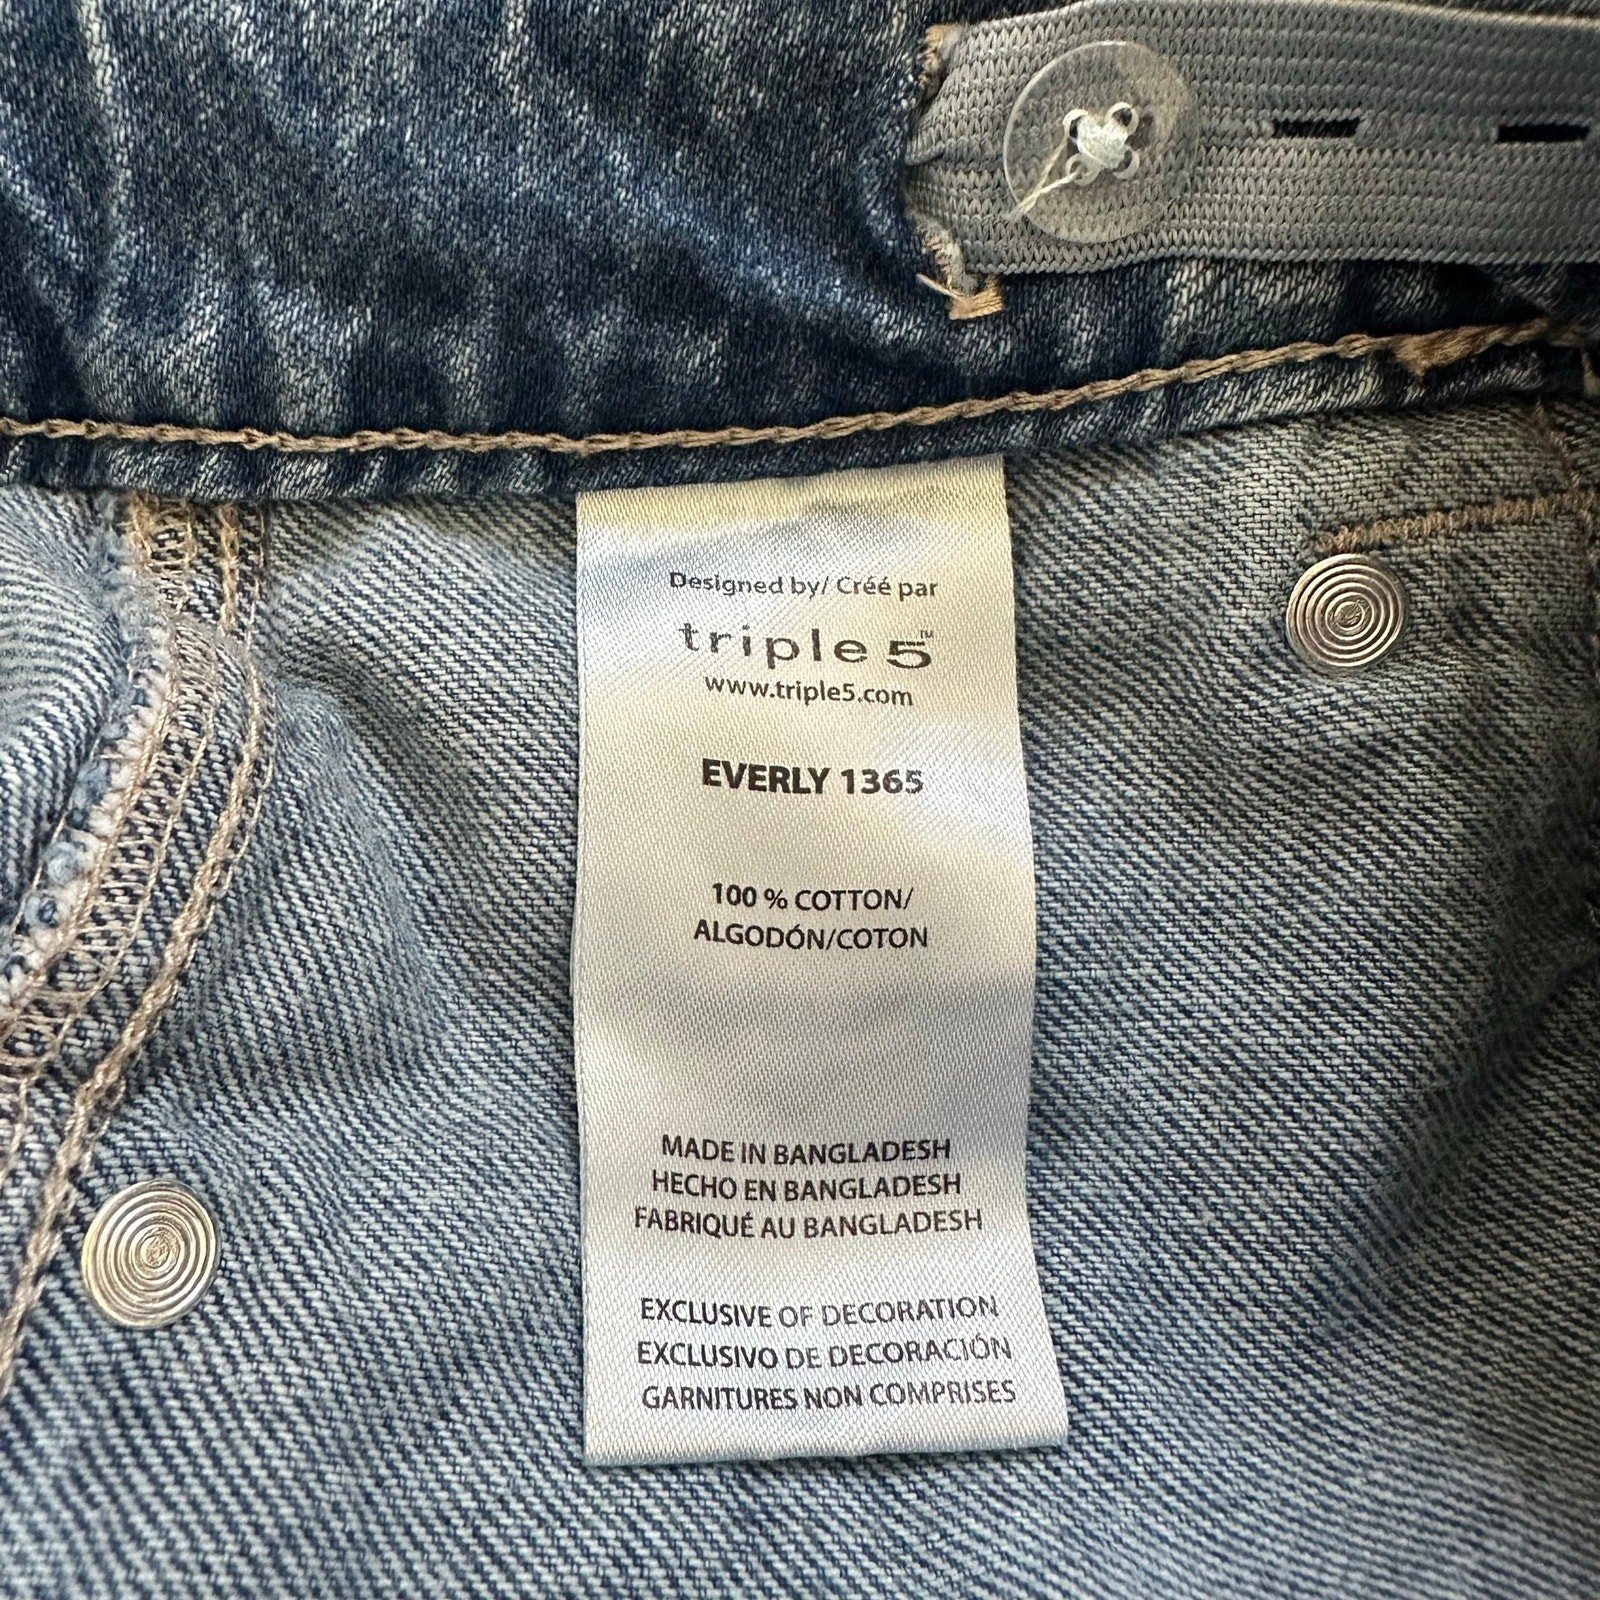 Designed by/ Créé par
triple5™
www.triple5.com
EVERLY 1365
100 % COTTON/
ALGODÓN/COTON
MADE IN BANGLADESH
HECHO EN BANGLADESH
FABRIQUÉ AU BANGLADESH
EXCLUSIVE OF DECORATION
EXCLUSIVO DE DECORACIÓN
GARNITURES NON COMPRISES